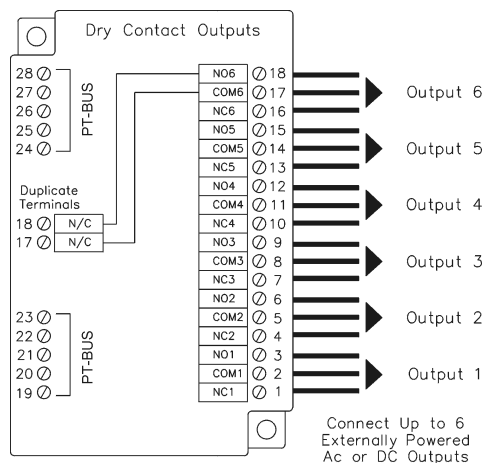 Dry Contact Outputs
28
27
26
25
24
PT-BUS
Duplicate
Terminals
18 N/C
17 N/C
23
22
21
20
19
PT-BUS
NO6 18
COM6 17
NC6 16
NO5 15
COM5 14
NC5 13
NO4 12
COM4 11
NC4 10
NO3 9
COM3 8
NC3 7
NO2 6
COM2 5
NC2 4
NO1 3
COM1 2
NC1 1
Output 6
Output 5
Output 4
Output 3
Output 2
Output 1
Connect Up to 6
Externally Powered
Ac or DC Outputs